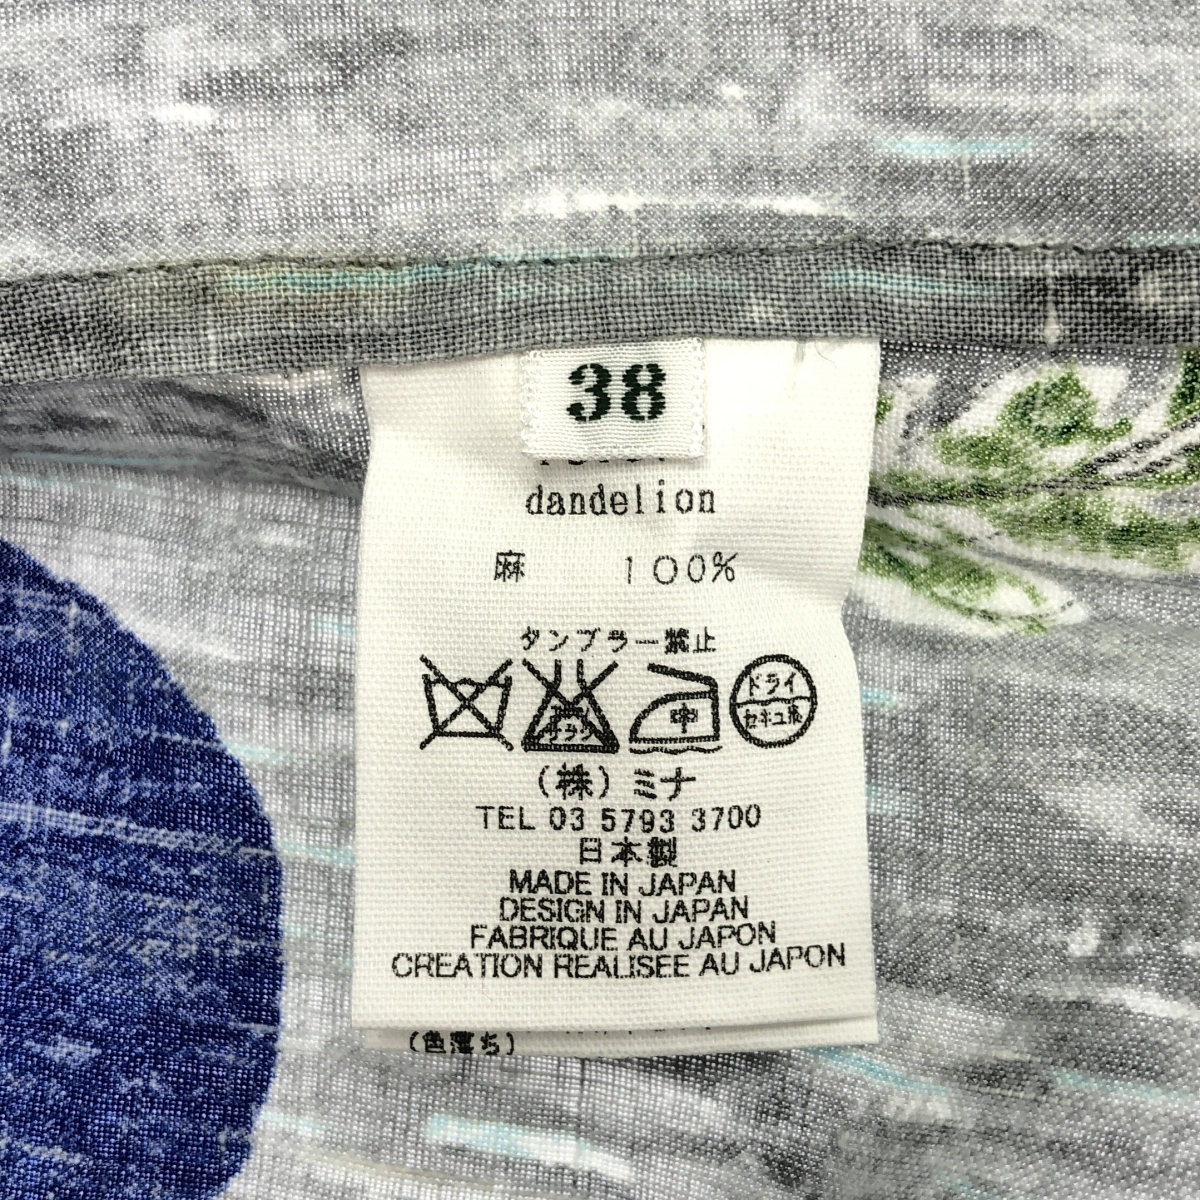 38
dandelion
麻 100%
タンブラー禁止
中
ドライ
セキユ系
(株)ミナ
TEL 03 5793 3700
日本製
MADE IN JAPAN
DESIGN IN JAPAN
FABRIQUE AU JAPON
CREATION REALISEE AU JAPON
(色落ち)